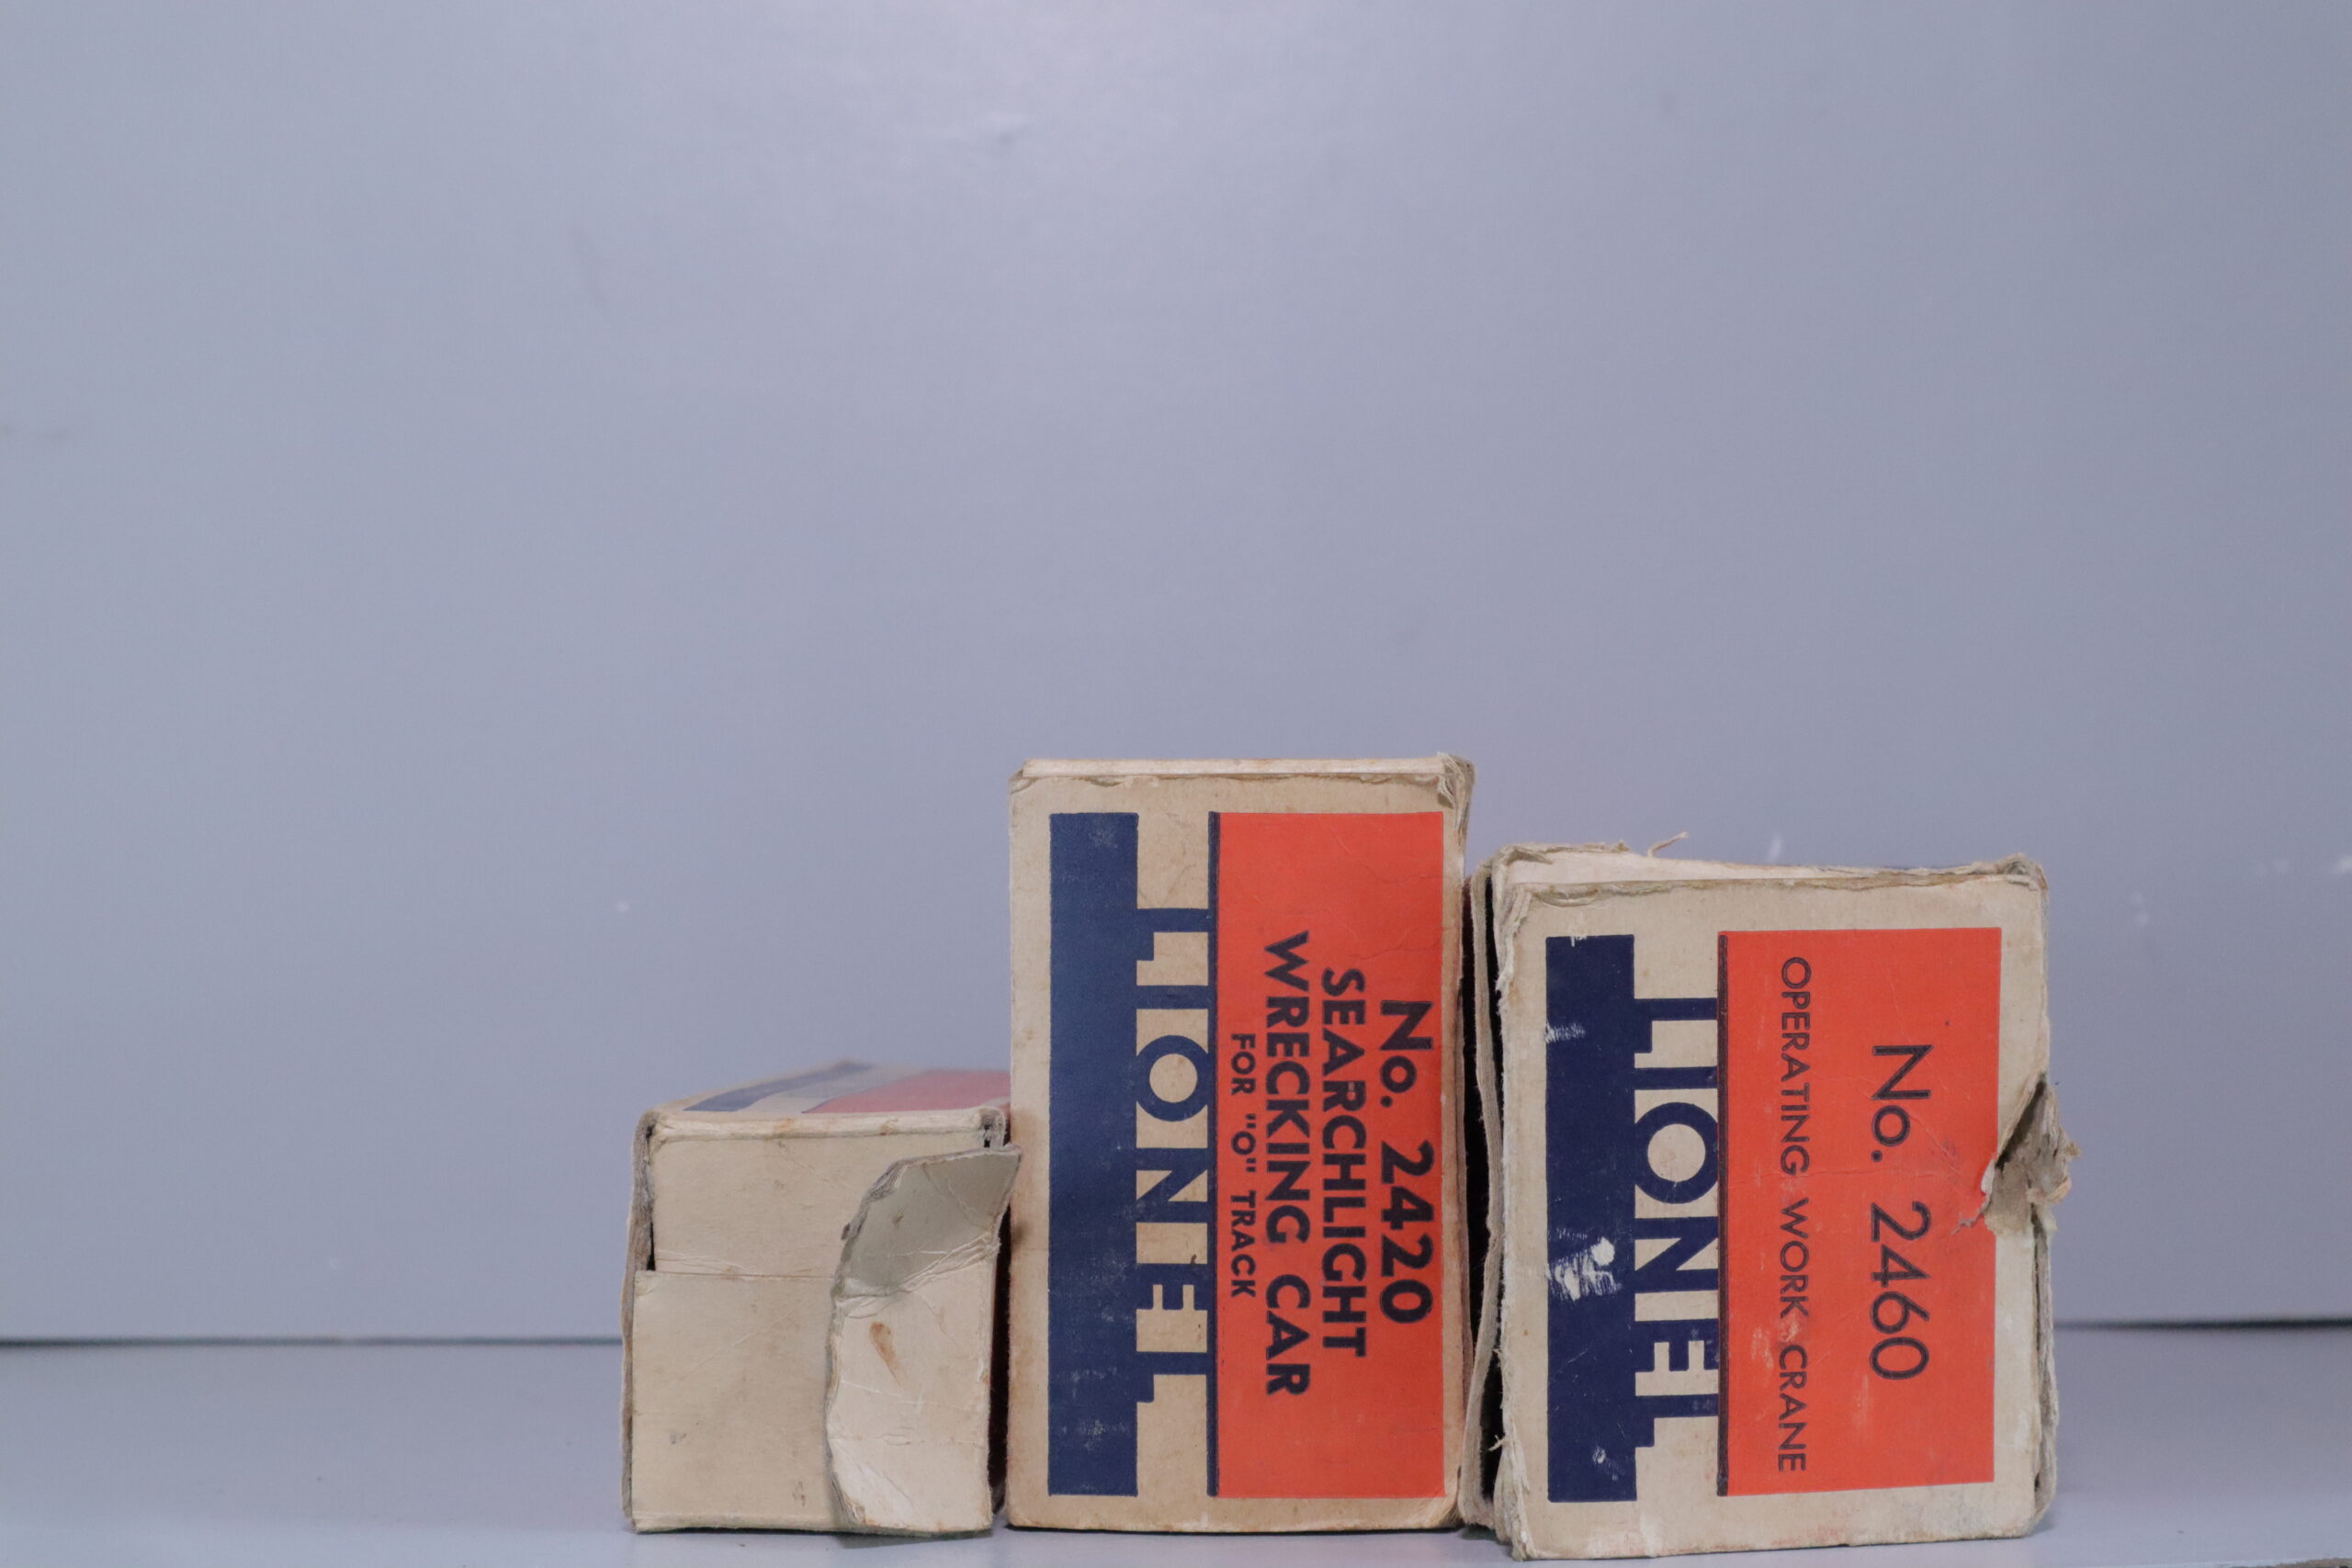 No. 2420
SEARCHLIGHT
WRECKING CAR
FOR "O" TRACK
LIONEL
No. 2460
OPERATING WORK CRANE
LIONEL